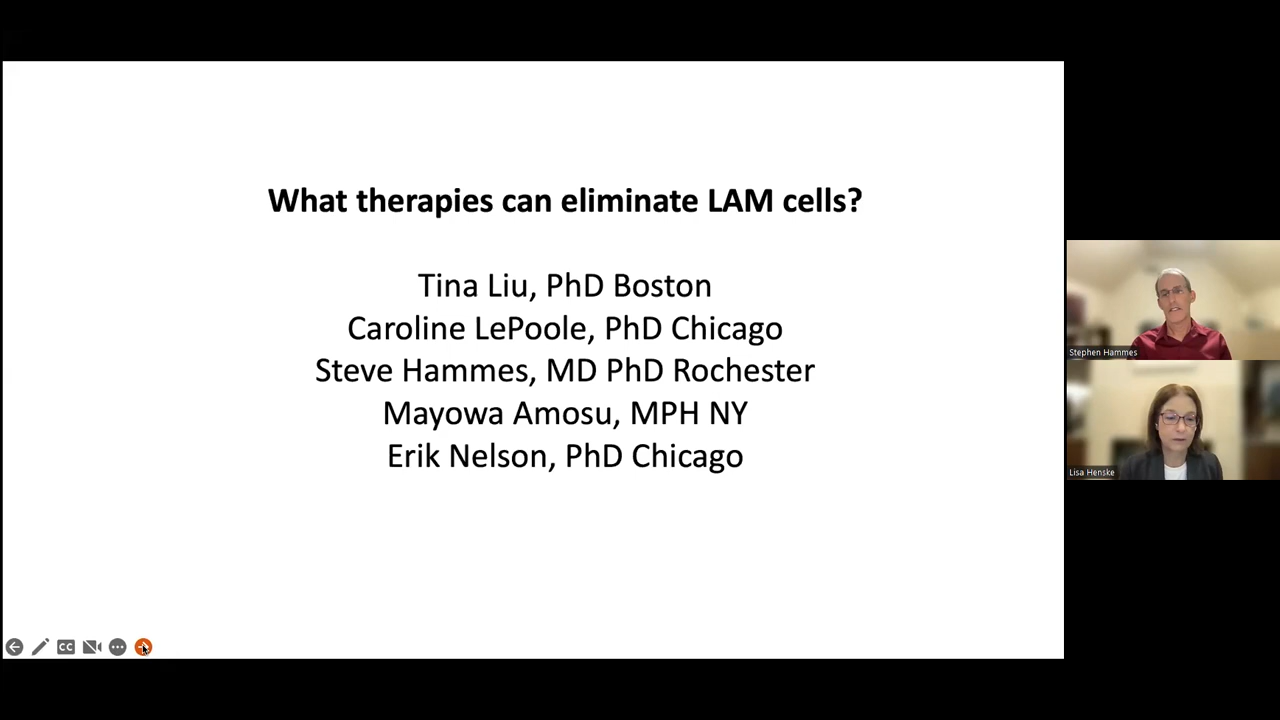 What therapies can eliminate LAM cells?
Tina Liu, PhD Boston
Caroline LePoole, PhD Chicago
Steve Hammes, MD PhD Rochester
Mayowa Amosu, MPH NY
Erik Nelson, PhD Chicago
Stephen Hammes
Lisa Henske
CC